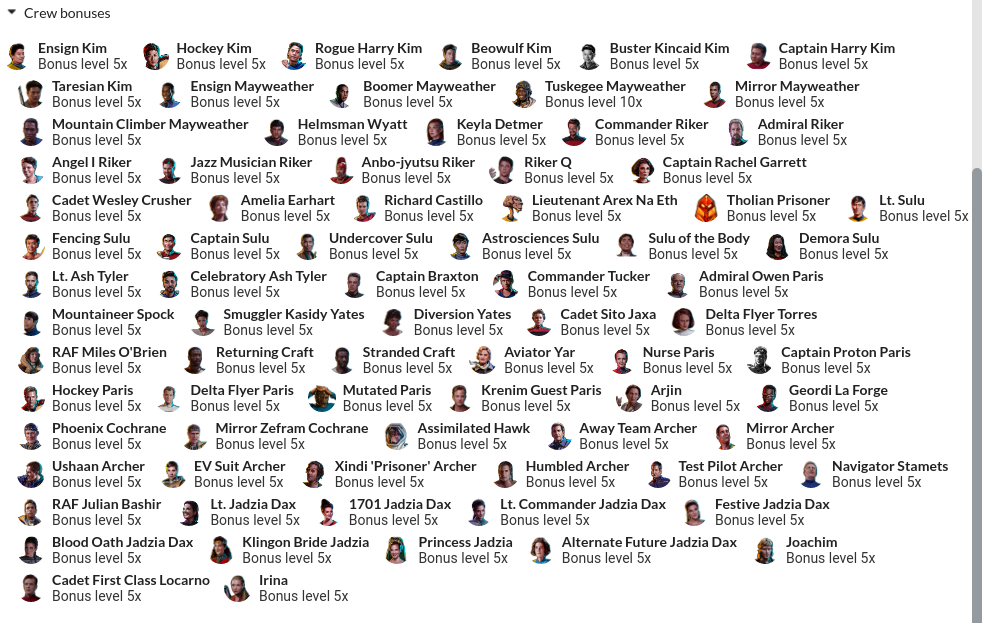 Crew bonuses
Ensign Kim Hockey Kim Rogue Harry Kim Beowulf Kim Buster Kincaid Kim Captain Harry Kim
Bonus level 5x Bonus level 5x Bonus level 5x Bonus level 5x Bonus level 5x Bonus level 5x
Taresian Kim Ensign Mayweather Boomer Mayweather Tuskegee Mayweather Mirror Mayweather
Bonus level 5x Bonus level 5x Bonus level 5x Bonus level 10x Bonus level 5x
Mountain Climber Mayweather Helmsman Wyatt Keyla Detmer Commander Riker Admiral Riker
Bonus level 5x Bonus level 5x Bonus level 5x Bonus level 5x Bonus level 5x
Angel I Riker Jazz Musician Riker Anbo-jyutsu Riker Riker Q Captain Rachel Garrett
Bonus level 5x Bonus level 5x Bonus level 5x Bonus level 5x Bonus level 5x
Cadet Wesley Crusher Amelia Earhart Richard Castillo Lieutenant Arex Na Eth Tholian Prisoner Lt. Sulu
Bonus level 5x Bonus level 5x Bonus level 5x Bonus level 5x Bonus level 5x Bonus level 5x
Fencing Sulu Captain Sulu Undercover Sulu Astrosciences Sulu Sulu of the Body Demora Sulu
Bonus level 5x Bonus level 5x Bonus level 5x Bonus level 5x Bonus level 5x Bonus level 5x
Lt. Ash Tyler Celebratory Ash Tyler Captain Braxton Commander Tucker Admiral Owen Paris
Bonus level 5x Bonus level 5x Bonus level 5x Bonus level 5x Bonus level 5x
Mountaineer Spock Smuggler Kasidy Yates Diversion Yates Cadet Sito Jaxa Delta Flyer Torres
Bonus level 5x Bonus level 5x Bonus level 5x Bonus level 5x Bonus level 5x
RAF Miles O'Brien Returning Craft Stranded Craft Aviator Yar Nurse Paris Captain Proton Paris
Bonus level 5x Bonus level 5x Bonus level 5x Bonus level 5x Bonus level 5x Bonus level 5x
Hockey Paris Delta Flyer Paris Mutated Paris Krenim Guest Paris Arjin Geordi La Forge
Bonus level 5x Bonus level 5x Bonus level 5x Bonus level 5x Bonus level 5x Bonus level 5x
Phoenix Cochrane Mirror Zefram Cochrane Assimilated Hawk Away Team Archer Mirror Archer
Bonus level 5x Bonus level 5x Bonus level 5x Bonus level 5x Bonus level 5x
Ushaan Archer EV Suit Archer Xindi 'Prisoner' Archer Humbled Archer Test Pilot Archer Navigator Stamets
Bonus level 5x Bonus level 5x Bonus level 5x Bonus level 5x Bonus level 5x Bonus level 5x
RAF Julian Bashir Lt. Jadzia Dax 1701 Jadzia Dax Lt. Commander Jadzia Dax Festive Jadzia Dax
Bonus level 5x Bonus level 5x Bonus level 5x Bonus level 5x Bonus level 5x
Blood Oath Jadzia Dax Klingon Bride Jadzia Princess Jadzia Alternate Future Jadzia Dax Joachim
Bonus level 5x Bonus level 5x Bonus level 5x Bonus level 5x Bonus level 5x
Cadet First Class Locarno Irina
Bonus level 5x Bonus level 5x